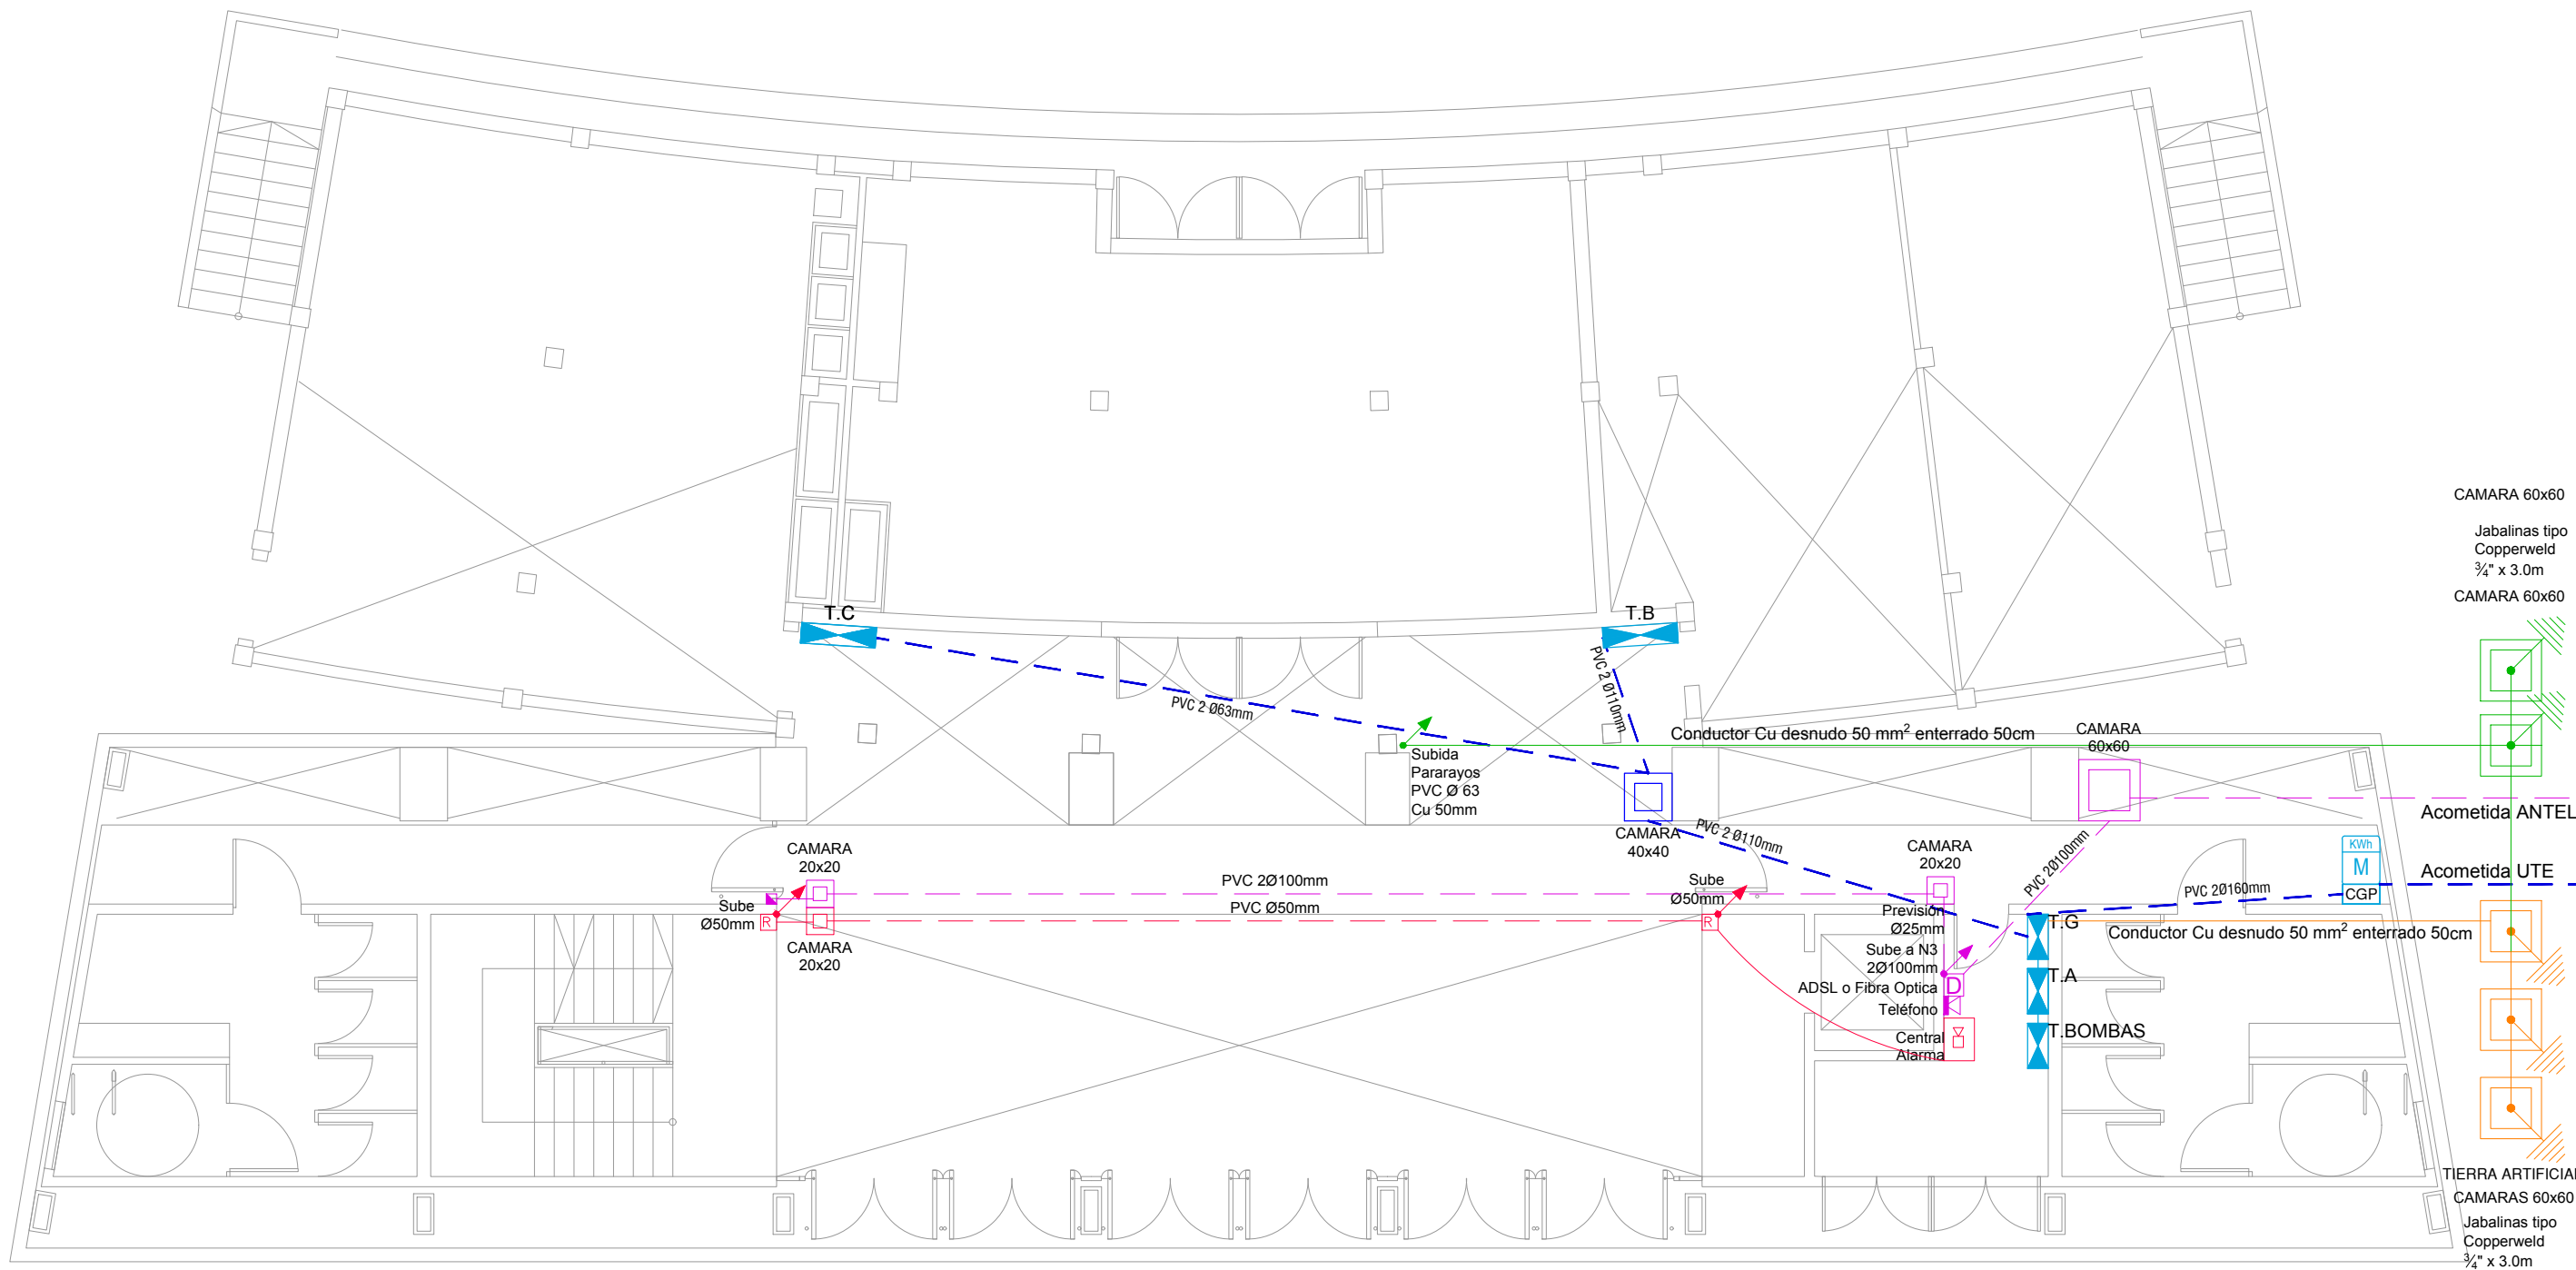 CAMARA 60x60
Jabalinas tipo
Copperweld
¾" x 3.0m
CAMARA 60x60
T.C
T.B
PVC 2 Ø63mm
PVC 2 Ø110mm
Conductor Cu desnudo 50 mm² enterrado 50cm
CAMARA
60x60
Subida
Pararayos
PVC Ø 63
Cu 50mm
Acometida ANTEL
CAMARA
40x40
PVC 2 Ø110mm
PVC 2Ø100mm
KWh
M
CGP
Acometida UTE
PVC 2Ø160mm
CAMARA
20x20
CAMARA
20x20
PVC 2Ø100mm
PVC Ø50mm
Sube
Ø50mm
R
CAMARA
20x20
Sube
Ø50mm
R
Previsión
Ø25mm
Sube a N3
2Ø100mm
ADSL o Fibra Optica
D
Teléfono
Central
Alarma
T.G
Conductor Cu desnudo 50 mm² enterrado 50cm
T.A
T.BOMBAS
TIERRA ARTIFICIAL
CAMARAS 60x60
Jabalinas tipo
Copperweld
¾" x 3.0m